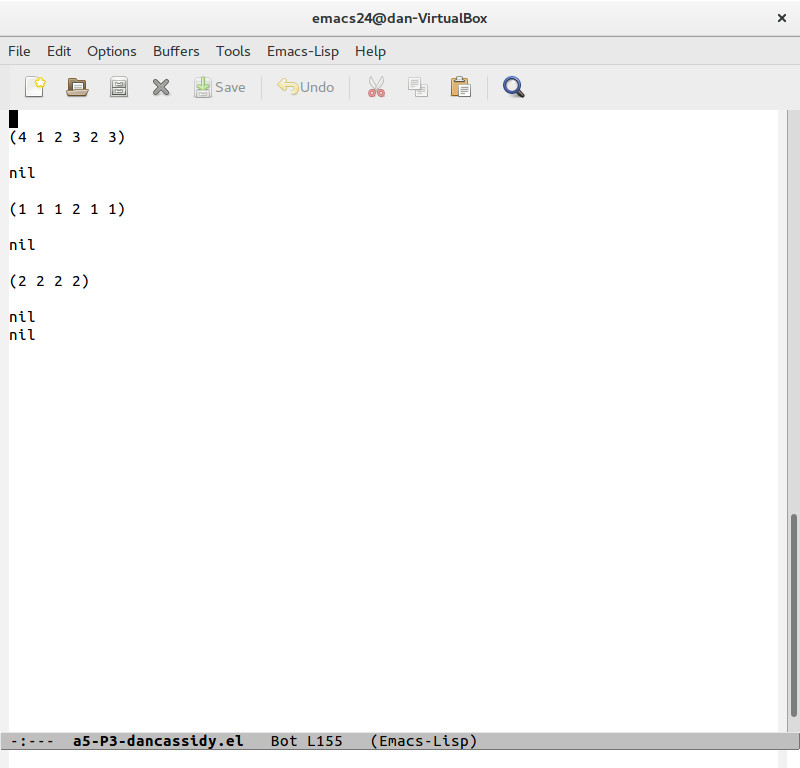 emacs24@dan-VirtualBox
File Edit Options Buffers Tools Emacs-Lisp Help
Save Undo
(4 1 2 3 2 3)
nil
(1 1 1 2 1 1)
nil
(2 2 2 2)
nil
nil
-:--- a5-P3-dancassidy.el Bot L155 (Emacs-Lisp)